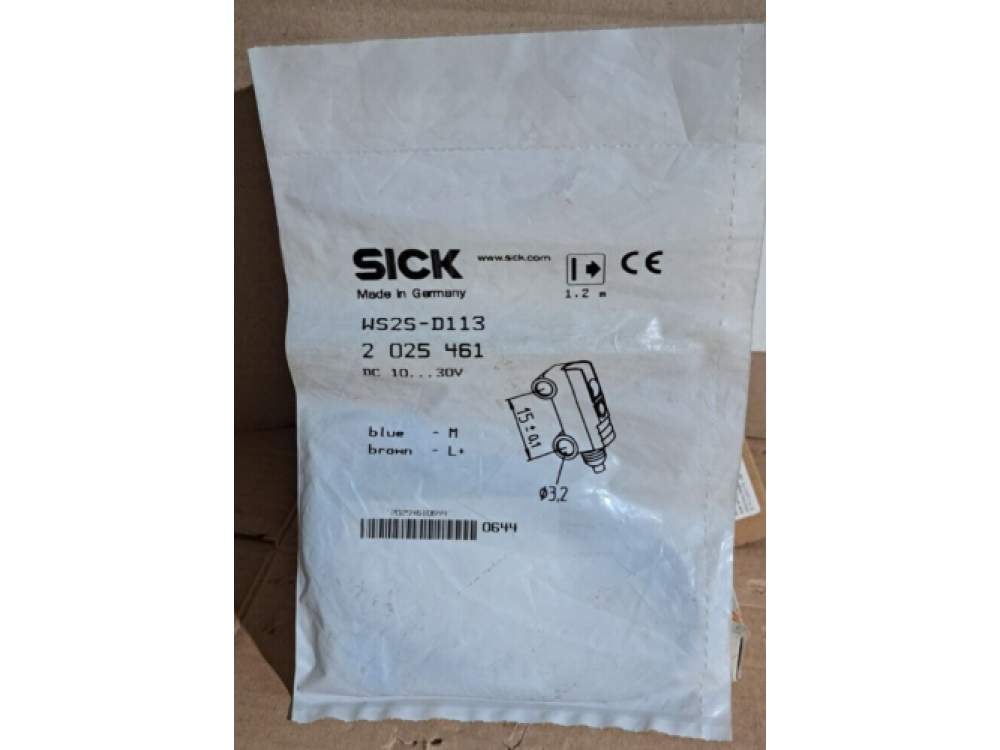 SICK www.sick.com CE
Made in Germany 1.2 m
WS2S-D113
2 025 461
DC 10...30V
15 ± 0,1
blue - M
brown - L+
Ø3,2
0644